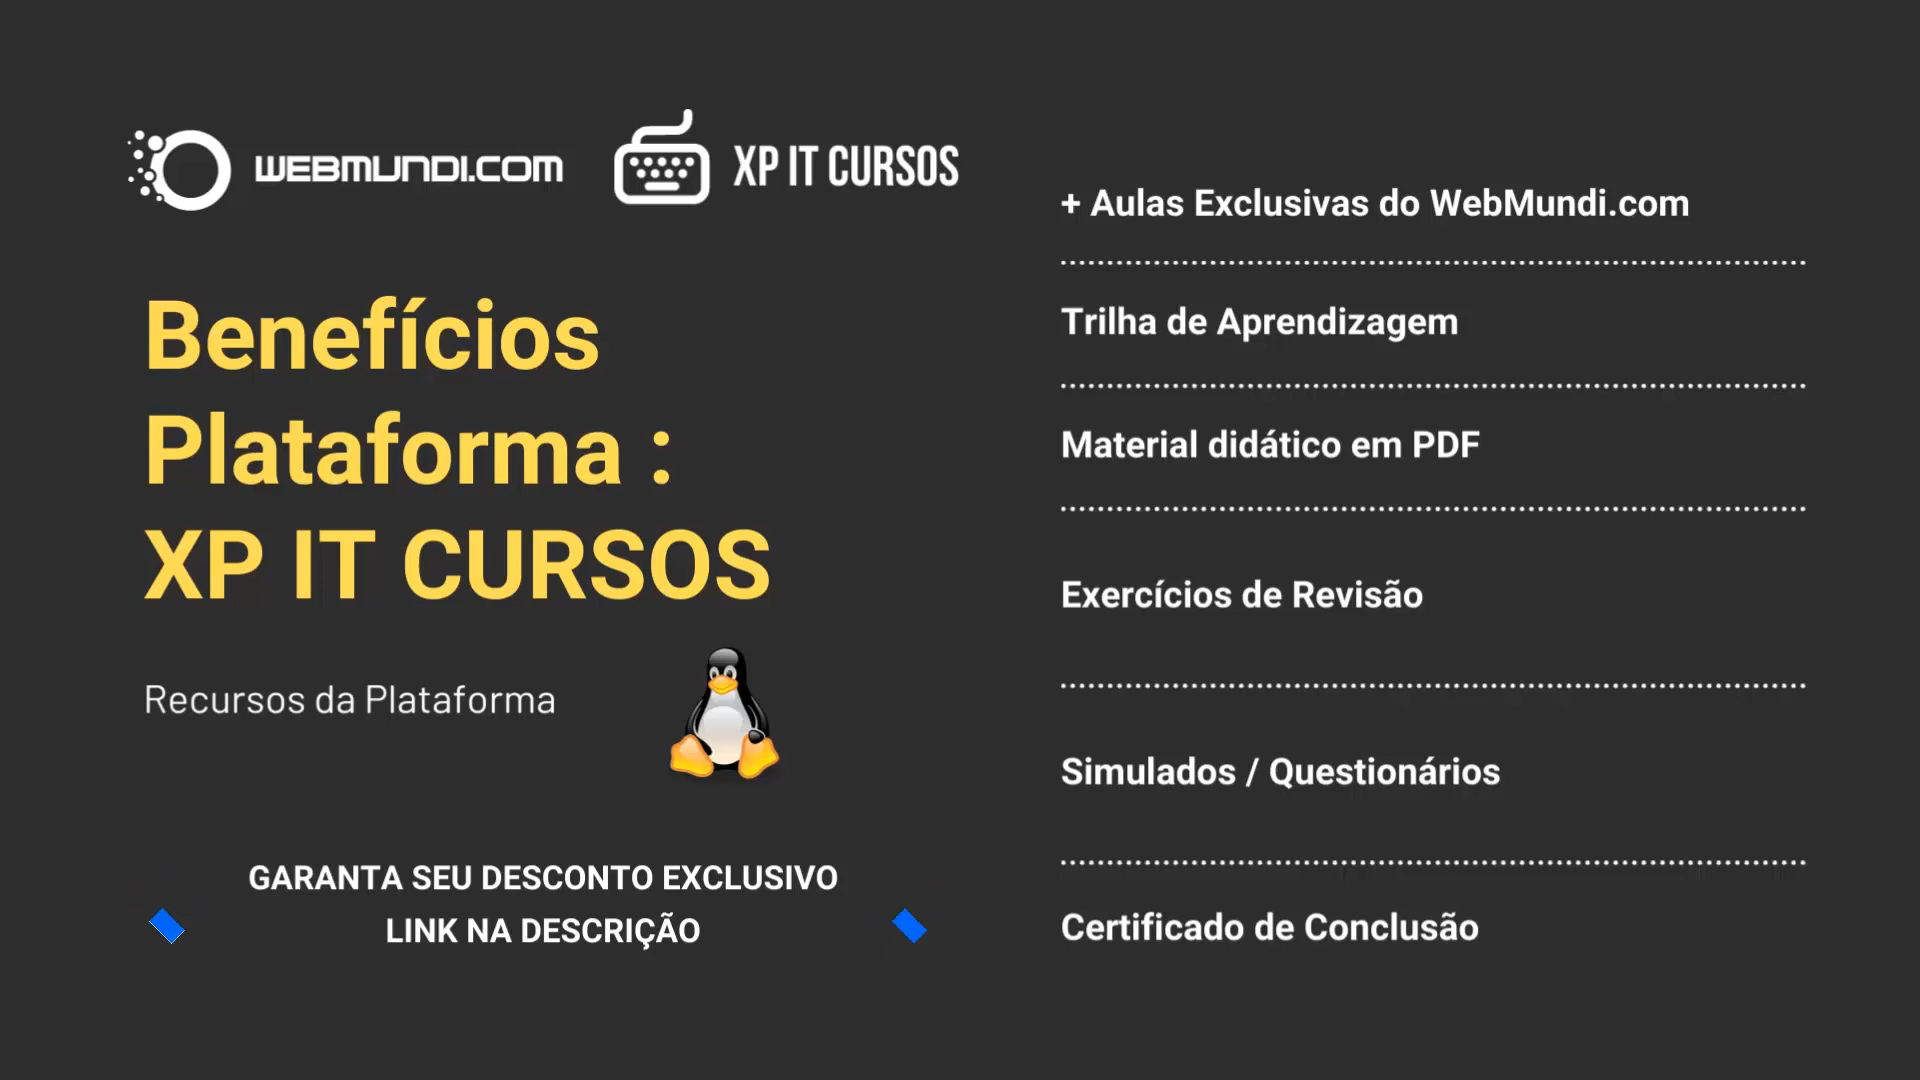 WEBMUNDI.COM
XP IT CURSOS
Benefícios
Plataforma :
XP IT CURSOS
Recursos da Plataforma
GARANTA SEU DESCONTO EXCLUSIVO
LINK NA DESCRIÇÃO
+ Aulas Exclusivas do WebMundi.com
Trilha de Aprendizagem
Material didático em PDF
Exercícios de Revisão
Simulados / Questionários
Certificado de Conclusão